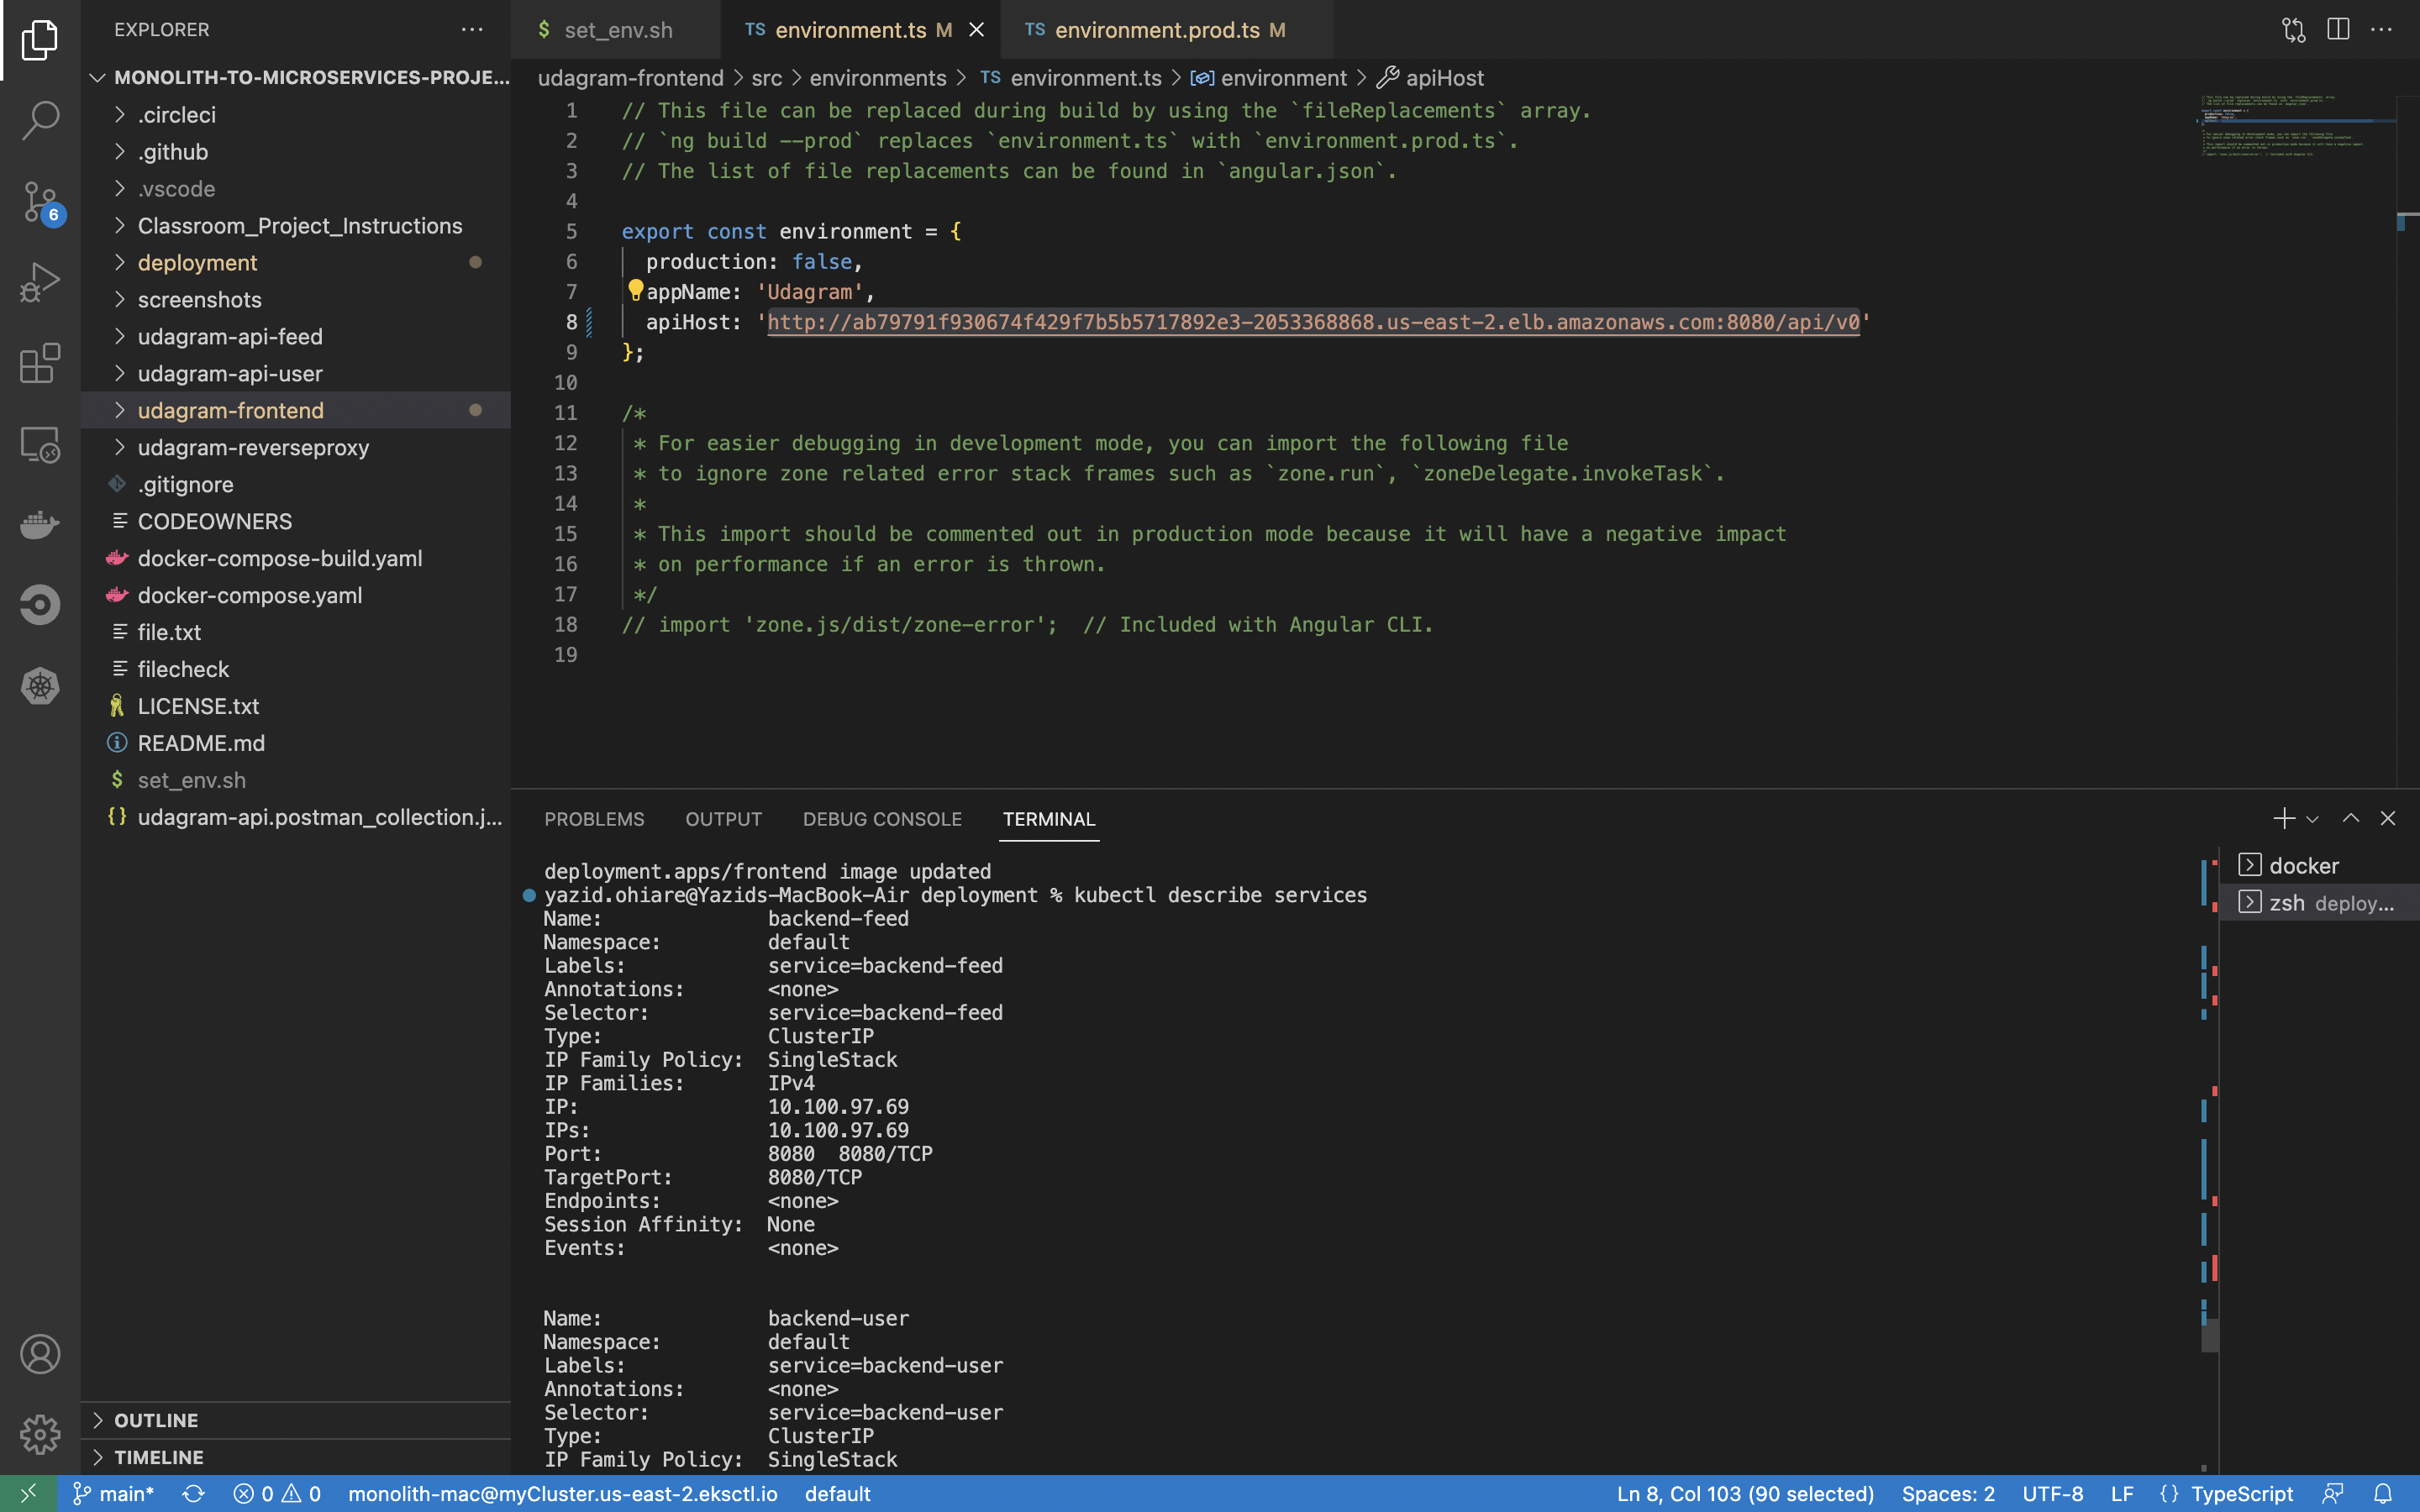 EXPLORER
MONOLITH-TO-MICROSERVICES-PROJE...
.circleci
.github
.vscode
Classroom_Project_Instructions
deployment
screenshots
udagram-api-feed
udagram-api-user
udagram-frontend
udagram-reverseproxy
.gitignore
CODEOWNERS
docker-compose-build.yaml
docker-compose.yaml
file.txt
filecheck
LICENSE.txt
README.md
$ set_env.sh
{} udagram-api.postman_collection.j...
OUTLINE
TIMELINE
6
$ set_env.sh
TS environment.ts M
TS environment.prod.ts M
udagram-frontend > src > environments > TS environment.ts > environment > apiHost
1 // This file can be replaced during build by using the `fileReplacements` array.
2 // `ng build --prod` replaces `environment.ts` with `environment.prod.ts`.
3 // The list of file replacements can be found in `angular.json`.
4
5 export const environment = {
6 production: false,
7 appName: 'Udagram',
8 apiHost: 'http://ab79791f930674f429f7b5b5717892e3-2053368868.us-east-2.elb.amazonaws.com:8080/api/v0'
9 };
10
11 /*
12 * For easier debugging in development mode, you can import the following file
13 * to ignore zone related error stack frames such as `zone.run`, `zoneDelegate.invokeTask`.
14 *
15 * This import should be commented out in production mode because it will have a negative impact
16 * on performance if an error is thrown.
17 */
18 // import 'zone.js/dist/zone-error';  // Included with Angular CLI.
19
PROBLEMS OUTPUT DEBUG CONSOLE TERMINAL
deployment.apps/frontend image updated
yazid.ohiare@Yazids-MacBook-Air deployment % kubectl describe services
Name: backend-feed
Namespace: default
Labels: service=backend-feed
Annotations: <none>
Selector: service=backend-feed
Type: ClusterIP
IP Family Policy: SingleStack
IP Families: IPv4
IP: 10.100.97.69
IPs: 10.100.97.69
Port: 8080 8080/TCP
TargetPort: 8080/TCP
Endpoints: <none>
Session Affinity: None
Events: <none>
Name: backend-user
Namespace: default
Labels: service=backend-user
Annotations: <none>
Selector: service=backend-user
Type: ClusterIP
IP Family Policy: SingleStack
docker
zsh deploy...
main* 0 0 monolith-mac@myCluster.us-east-2.eksctl.io default Ln 8, Col 103 (90 selected) Spaces: 2 UTF-8 LF {} TypeScript